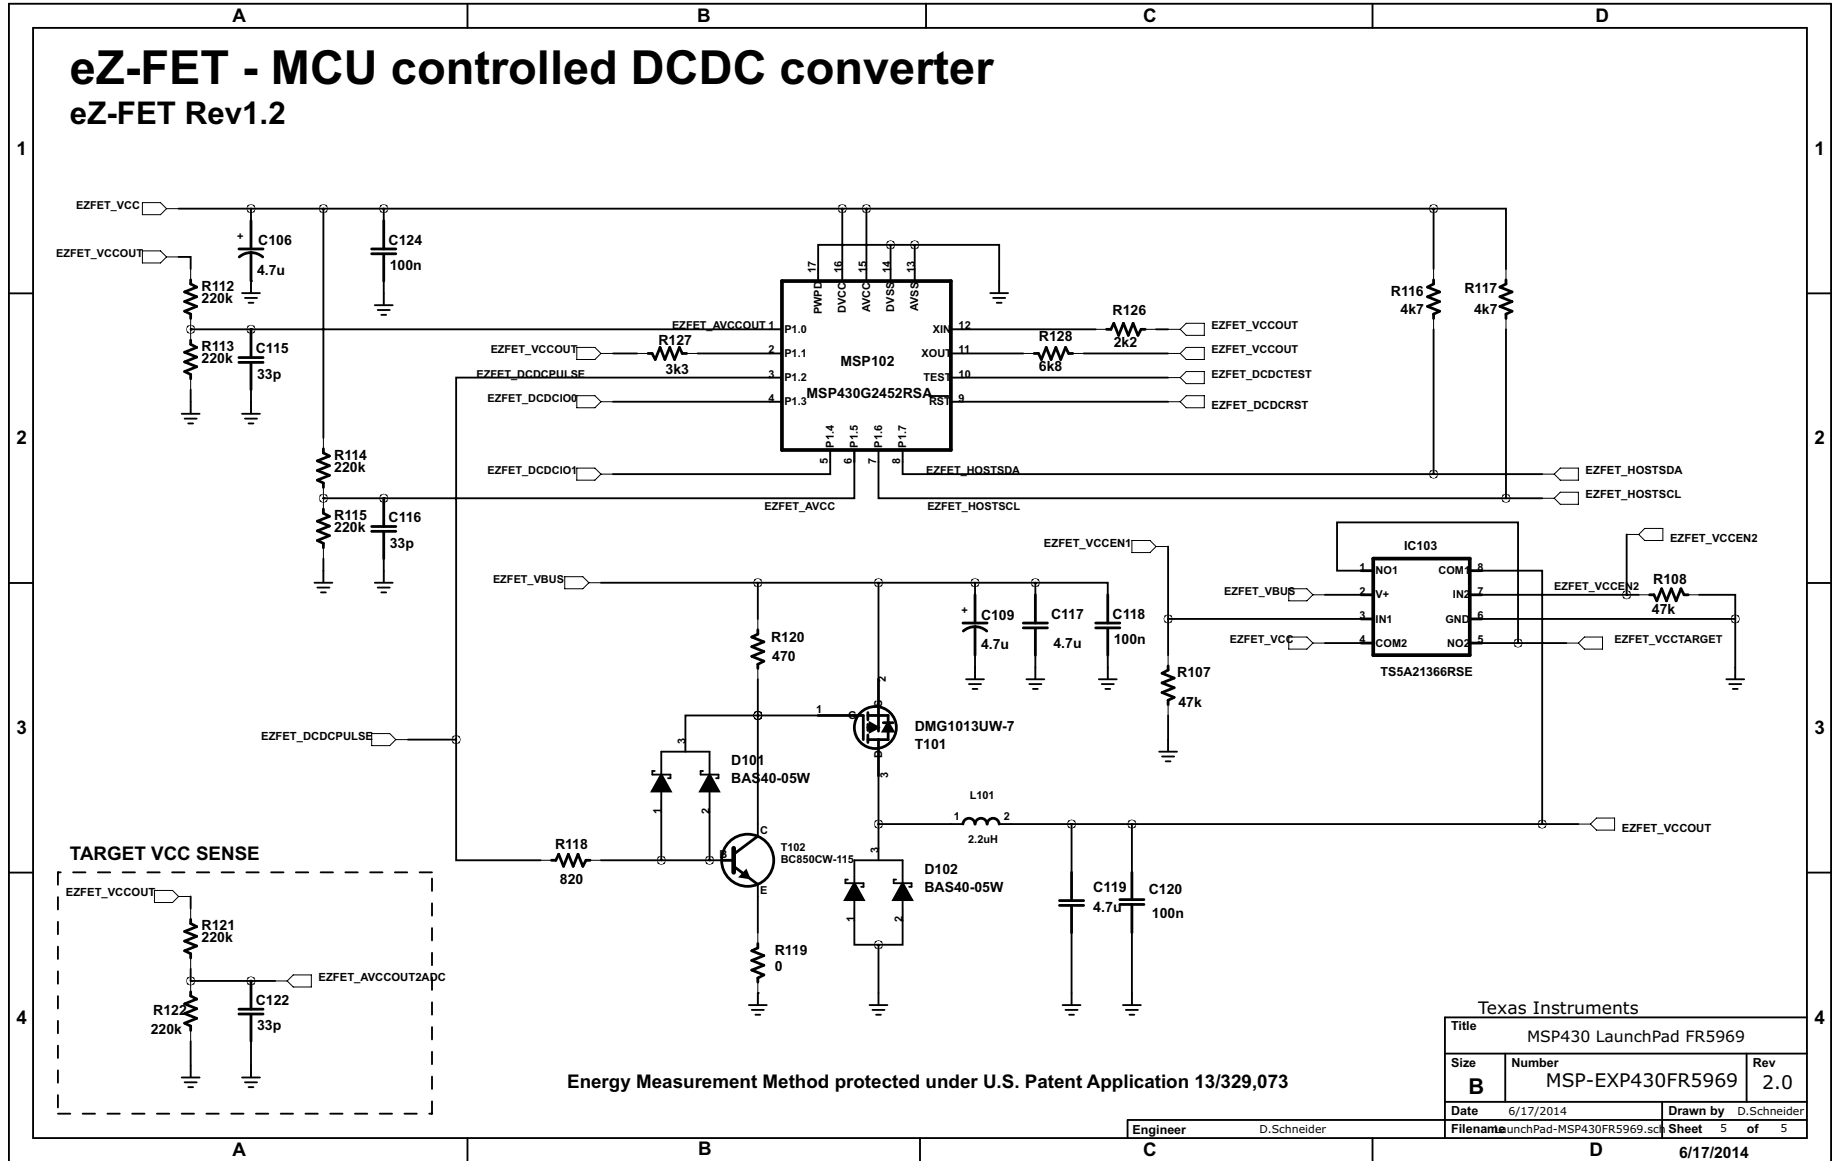 A B C D
eZ-FET - MCU controlled DCDC converter
eZ-FET Rev1.2
1 1
EZFET_VCC
C106
+
4.7u
C124
100n
EZFET_VCCOUT
R112
220k
R113
220k
C115
33p
17 16 15 14 13
PWPD DVCC AVCC DVSS AVSS
EZFET_AVCCOUT 1 P1.0
EZFET_VCCOUT R127 3k3 2 P1.1
EZFET_DCDCPULSE 3 P1.2
EZFET_DCDCIO0 4 P1.3
MSP102
MSP430G2452RSA
XIN 12 R126 2k2 EZFET_VCCOUT
XOUT 11 R128 6k8 EZFET_VCCOUT
TEST 10 EZFET_DCDCTEST
RST 9 EZFET_DCDCRST
R116
4k7
R117
4k7
2 2
P1.4 P1.5 P1.6 P1.7
5 6 7 8
EZFET_DCDCIO1
R114
220k
R115
220k
C116
33p
EZFET_AVCC
EZFET_HOSTSDA EZFET_HOSTSDA
EZFET_HOSTSCL EZFET_HOSTSCL
EZFET_VCCEN1
IC103
EZFET_VCCEN2
1 NO1 COM1 8
EZFET_VBUS 2 V+ IN2 7 EZFET_VCCEN2 R108 47k
3 IN1 GND 6
EZFET_VCC 4 COM2 NO2 5 EZFET_VCCTARGET
TS5A21366RSE
R107
47k
EZFET_VBUS
R120
470
+
C109
4.7u
C117
4.7u
C118
100n
3 3
1 G
2 S
D 3
DMG1013UW-7
T101
EZFET_DCDCPULSE
3
D101
BAS40-05W
1 2
L101
1 2
2.2uH
EZFET_VCCOUT
R118
820
B C E
T102
BC850CW-115
3
D102
BAS40-05W
1 2
C119
4.7u
C120
100n
R119
0
TARGET VCC SENSE
EZFET_VCCOUT
R121
220k
EZFET_AVCCOUT2ADC
R122
220k
C122
33p
4 4
Energy Measurement Method protected under U.S. Patent Application 13/329,073
Texas Instruments
Title MSP430 LaunchPad FR5969
Size Number Rev
B MSP-EXP430FR5969 2.0
Date 6/17/2014 Drawn by D.Schneider
Engineer D.Schneider Filename LaunchPad-MSP430FR5969.sch Sheet 5 of 5
A B C D 6/17/2014